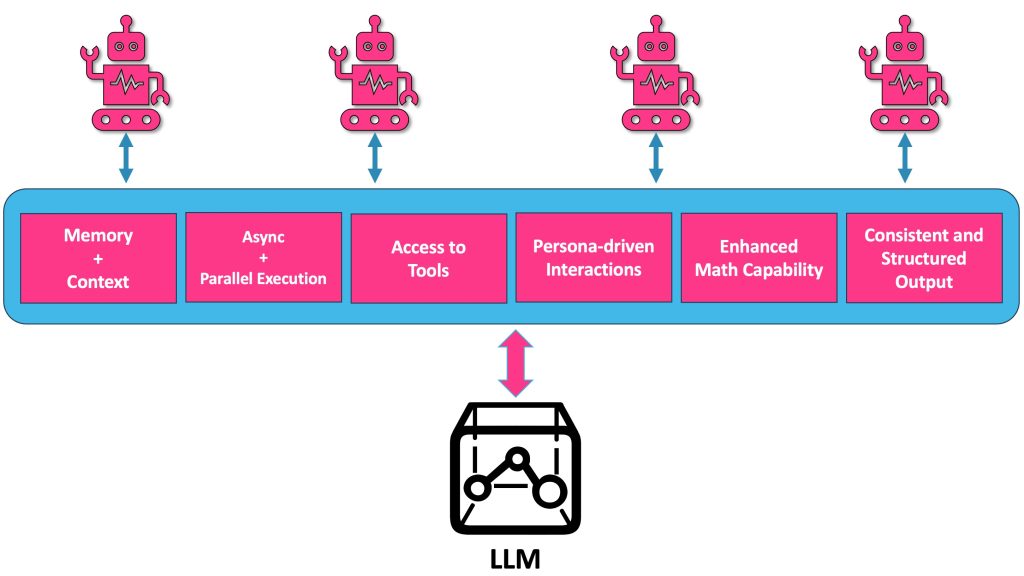 Memory
+
Context
Async
+
Parallel Execution
Access to
Tools
Persona-driven
Interactions
Enhanced
Math Capability
Consistent and
Structured
Output
LLM